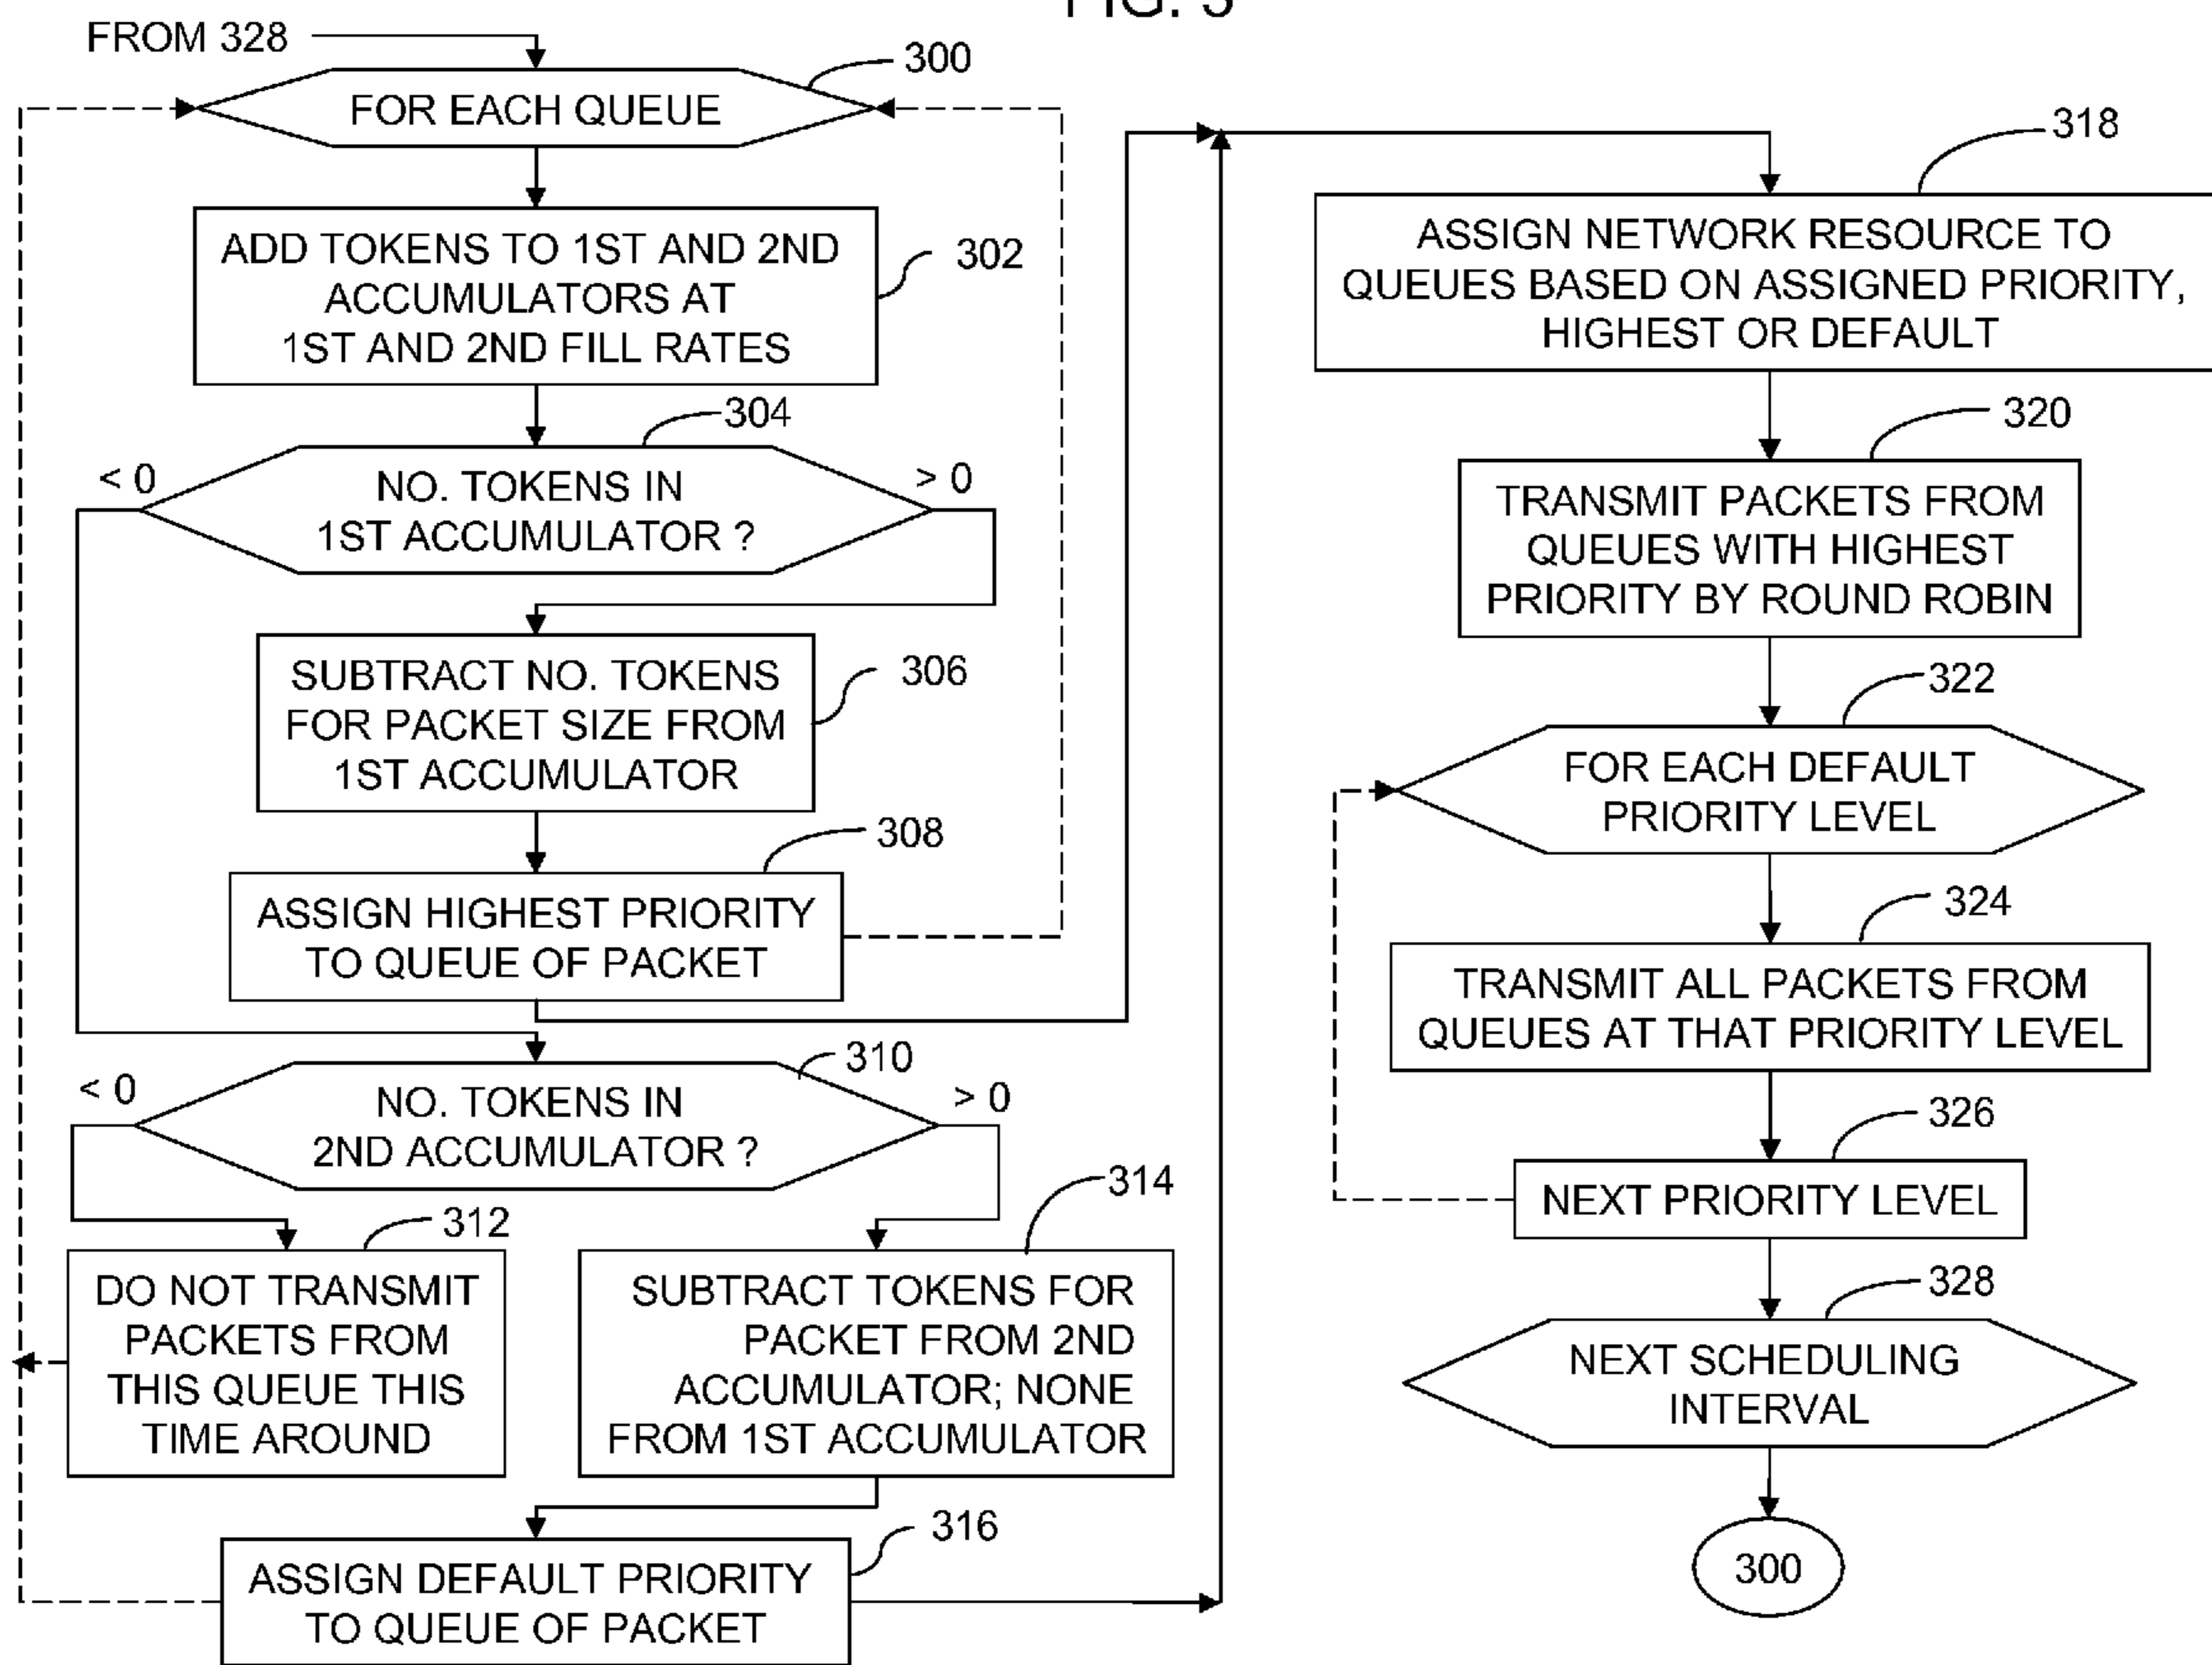 FROM 328
300
FOR EACH QUEUE
ADD TOKENS TO 1ST AND 2ND
ACCUMULATORS AT
1ST AND 2ND FILL RATES
302
304
< 0
> 0
NO. TOKENS IN
1ST ACCUMULATOR ?
SUBTRACT NO. TOKENS
FOR PACKET SIZE FROM
1ST ACCUMULATOR
306
308
ASSIGN HIGHEST PRIORITY
TO QUEUE OF PACKET
310
< 0
> 0
NO. TOKENS IN
2ND ACCUMULATOR ?
312
DO NOT TRANSMIT
PACKETS FROM
THIS QUEUE THIS
TIME AROUND
314
SUBTRACT TOKENS FOR
PACKET FROM 2ND
ACCUMULATOR; NONE
FROM 1ST ACCUMULATOR
316
ASSIGN DEFAULT PRIORITY
TO QUEUE OF PACKET
318
ASSIGN NETWORK RESOURCE TO
QUEUES BASED ON ASSIGNED PRIORITY,
HIGHEST OR DEFAULT
320
TRANSMIT PACKETS FROM
QUEUES WITH HIGHEST
PRIORITY BY ROUND ROBIN
322
FOR EACH DEFAULT
PRIORITY LEVEL
324
TRANSMIT ALL PACKETS FROM
QUEUES AT THAT PRIORITY LEVEL
326
NEXT PRIORITY LEVEL
328
NEXT SCHEDULING
INTERVAL
300